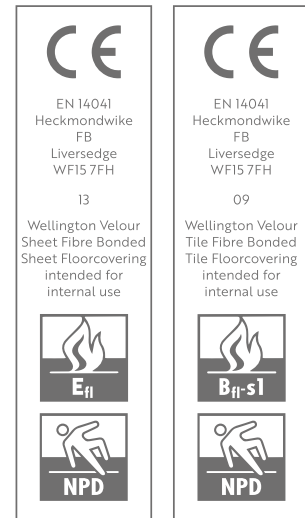 CE
EN 14041
Heckmondwike
FB
Liversedge
WF15 7FH
13
Wellington Velour
Sheet Fibre Bonded
Sheet Floorcovering
intended for
internal use
Efl
NPD
CE
EN 14041
Heckmondwike
FB
Liversedge
WF15 7FH
09
Wellington Velour
Tile Fibre Bonded
Tile Floorcovering
intended for
internal use
Bfl-s1
NPD